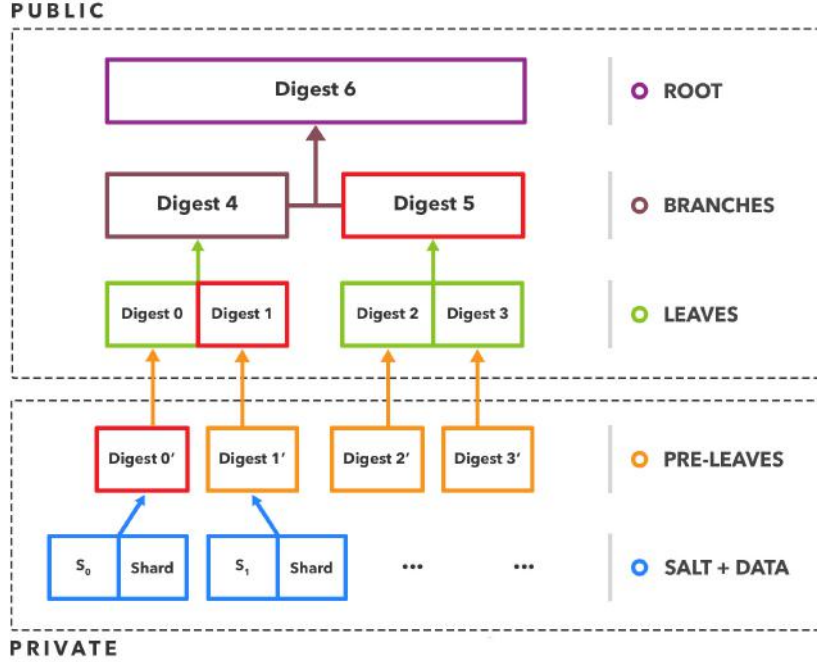 PUBLIC
Digest 6
ROOT
Digest 4
Digest 5
BRANCHES
Digest 0
Digest 1
Digest 2
Digest 3
LEAVES
Digest 0′
Digest 1′
Digest 2′
Digest 3′
PRE-LEAVES
S₀
Shard
S₁
Shard
...
...
SALT + DATA
PRIVATE